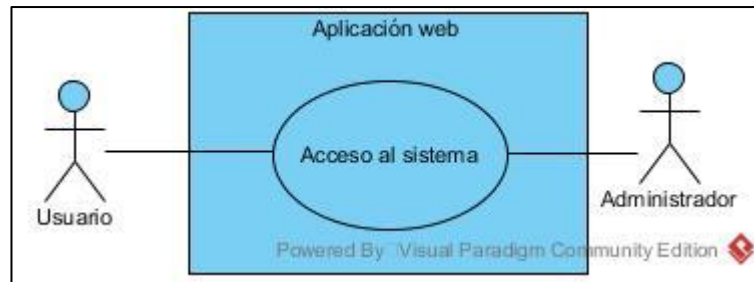 Aplicación web
Acceso al sistema
Usuario
Administrador
Powered By Visual Paradigm Community Edition